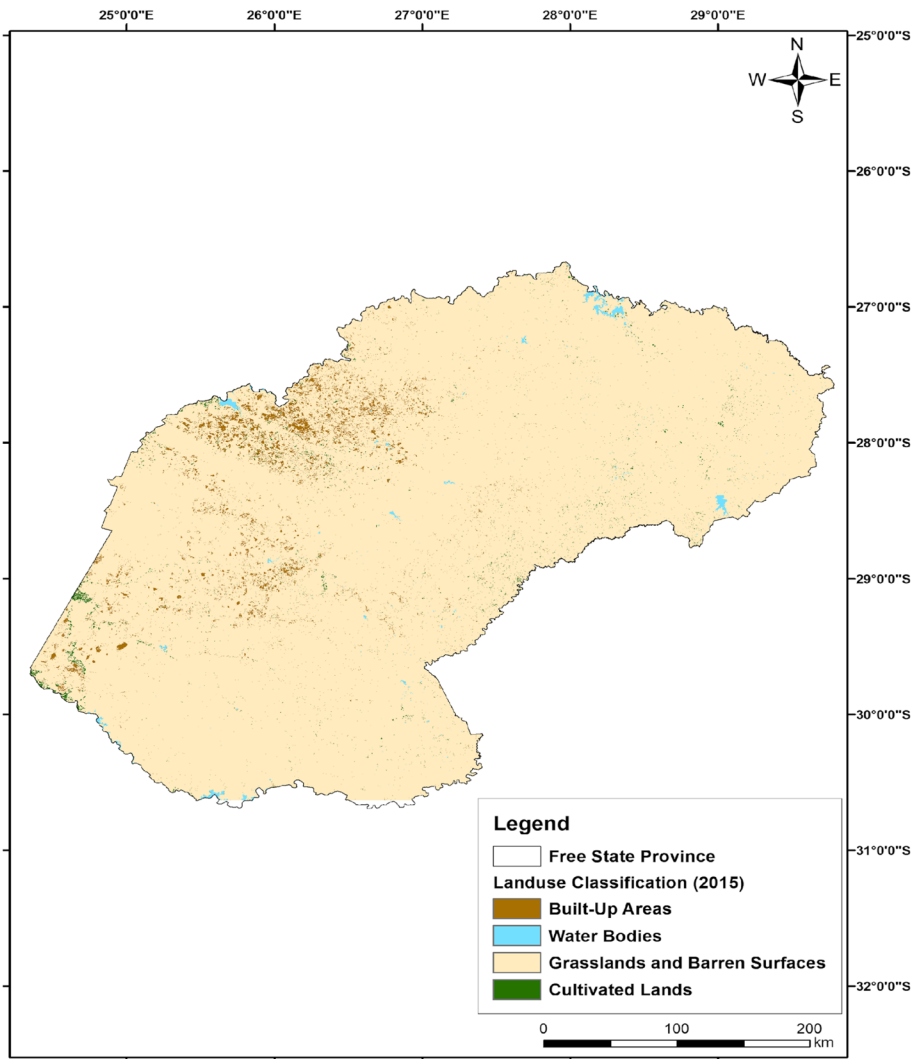 25°0'0"E 26°0'0"E 27°0'0"E 28°0'0"E 29°0'0"E
25°0'0"S
N
W E
S
26°0'0"S
27°0'0"S
28°0'0"S
29°0'0"S
30°0'0"S
31°0'0"S
32°0'0"S
Legend
Free State Province
Landuse Classification (2015)
Built-Up Areas
Water Bodies
Grasslands and Barren Surfaces
Cultivated Lands
0 100 200
km